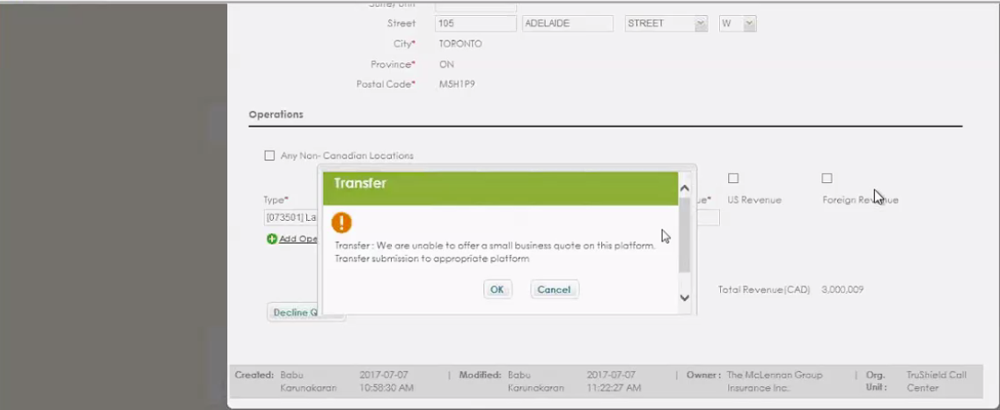 Suite/Unit
Street 105 ADELAIDE STREET W
City* TORONTO
Province* ON
Postal Code* M5H1P9
Operations
Any Non-Canadian Locations
Transfer
Type* US Revenue Foreign Revenue
[073501] La
Add Ope
Transfer : We are unable to offer a small business quote on this platform.
Transfer submission to appropriate platform
OK Cancel
Total Revenue(CAD) 3,000,009
Decline Q
Created: Babu 2017-07-07 | Modified: Babu 2017-07-07 | Owner : The McLennan Group | Org. TruShield Call
Karunakaran 10:58:30 AM Karunakaran 11:22:27 AM Insurance Inc.. Unit : Center